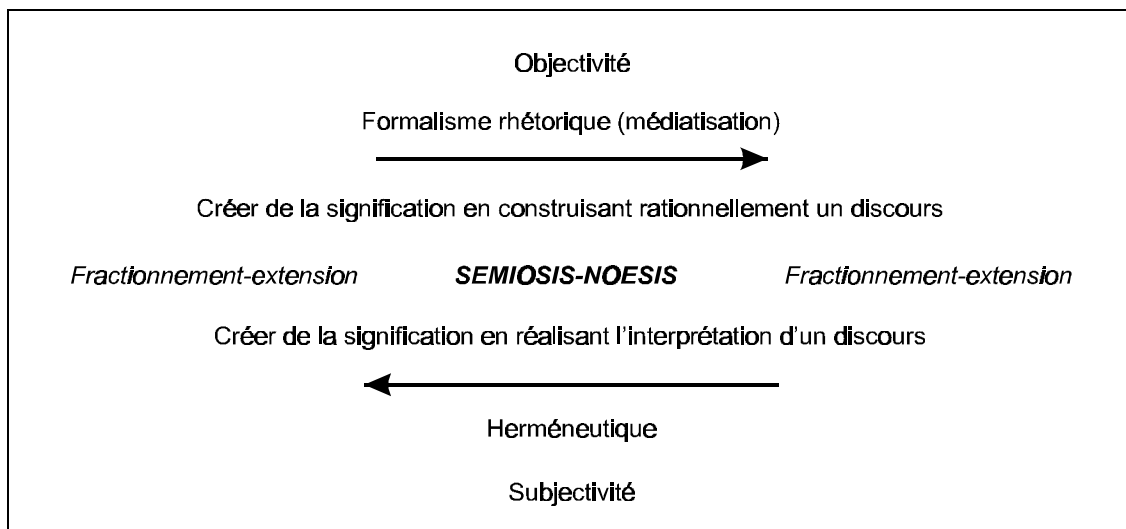 Objectivité
Formalisme rhétorique (médiatisation)
Créer de la signification en construisant rationnellement un discours
Fractionnement-extension SEMIOSIS-NOESIS Fractionnement-extension
Créer de la signification en réalisant l'interprétation d'un discours
Herméneutique
Subjectivité